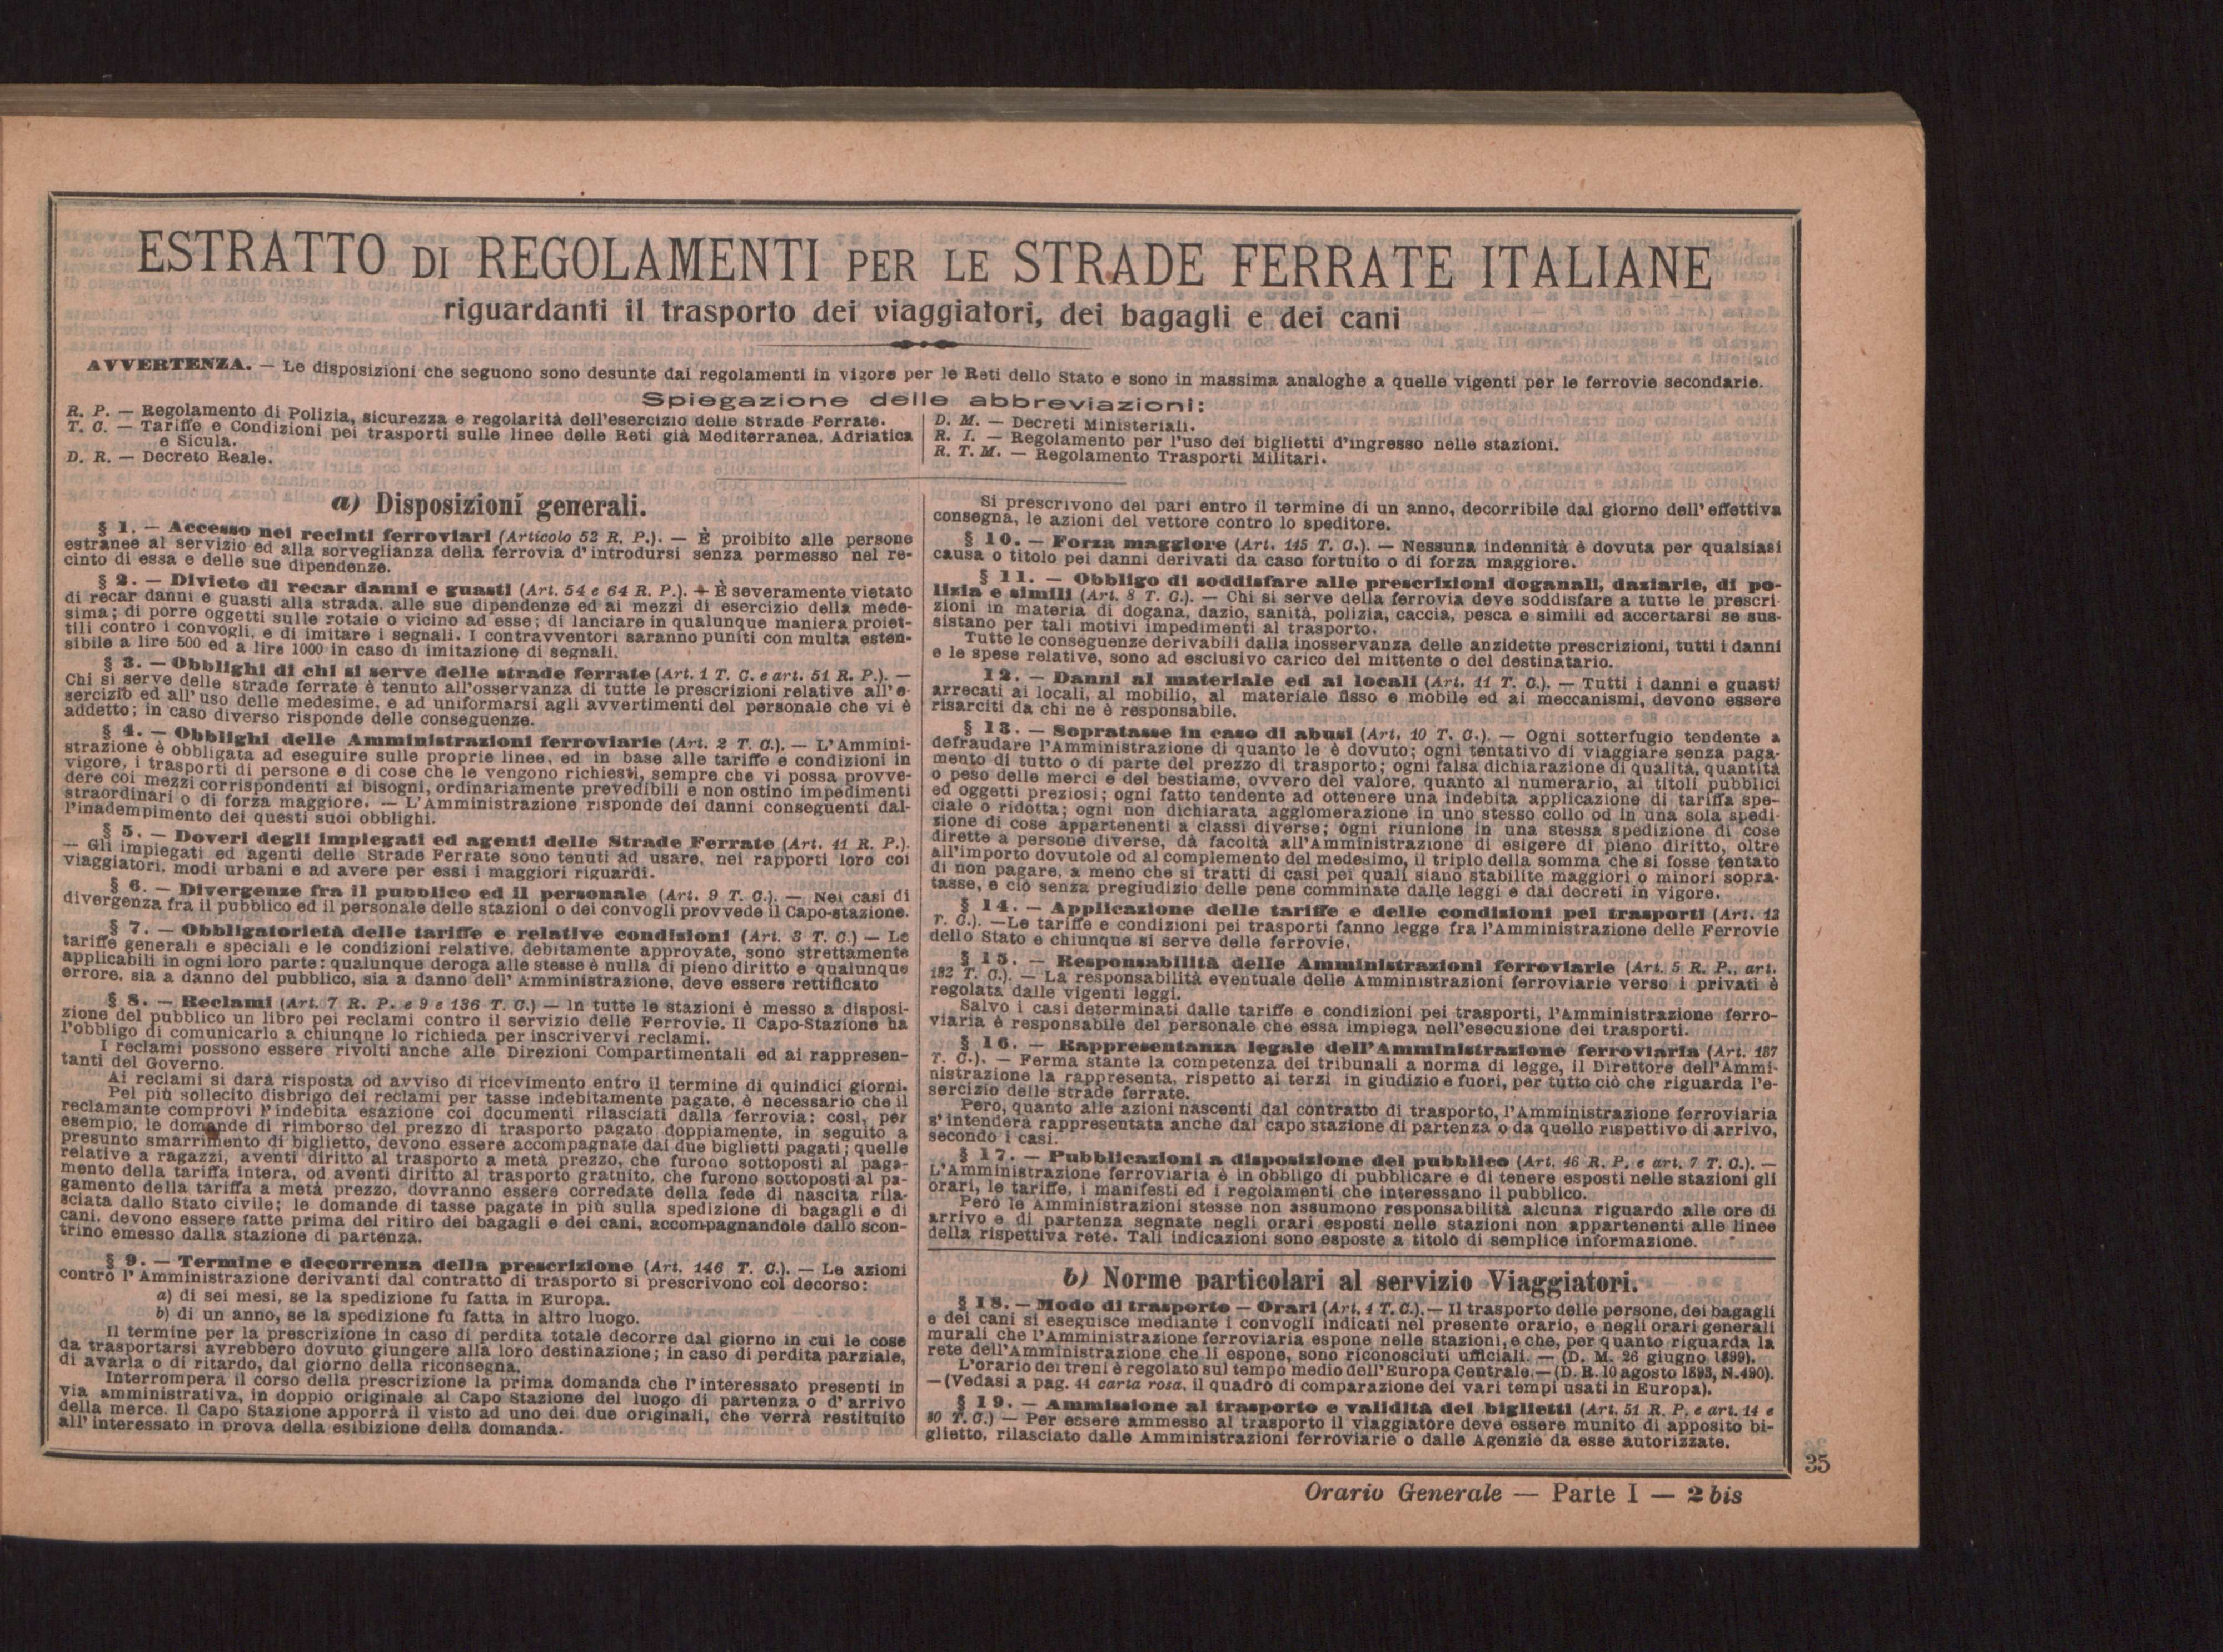 ESTRATTO DI REGOLAMENTI PER LE STRADE FERRATE ITALIANE
riguardanti il trasporto dei viaggiatori, dei bagagli e dei cani
AVVERTENZA. — Le disposizioni che seguono sono desunte dai regolamenti in vigore per le Reti dello Stato e sono in massima analoghe a quelle vigenti per le ferrovie secondarie.
Spiegazione delle abbreviazioni:
R. P. — Regolamento di Polizia, sicurezza e regolarità dell'esercizio delle Strade Ferrate.
T. C. — Tariffe e Condizioni pei trasporti sulle linee delle Reti già Mediterranea, Adriatica
e Sicula.
D. R. — Decreto Reale.
D. M. — Decreti Ministeriali.
R. I. — Regolamento per l'uso dei biglietti d'ingresso nelle stazioni.
R. T. M. — Regolamento Trasporti Militari.
a) Disposizioni generali.
§ 1. — Accesso nei recinti ferroviari (Articolo 52 R. P.). — È proibito alle persone
estranee al servizio ed alla sorveglianza della ferrovia d'introdursi senza permesso nel re-
cinto di essa e delle sue dipendenze.
§ 2. — Divieto di recar danni e guasti (Art. 54 e 64 R. P.). — È severamente vietato
di recar danni e guasti alla strada, alle sue dipendenze ed ai mezzi di esercizio della mede-
sima; di porre oggetti sulle rotaie o vicino ad esse; di lanciare in qualunque maniera proiet-
tili contro i convogli, e di imitare i segnali. I contravventori saranno puniti con multa esten-
sibile a lire 500 ed a lire 1000 in caso di imitazione di segnali.
§ 3. — Obblighi di chi si serve delle strade ferrate (Art. 1 T. C. e art. 51 R. P.). —
Chi si serve delle strade ferrate è tenuto all'osservanza di tutte le prescrizioni relative all'e-
sercizio ed all'uso delle medesime, e ad uniformarsi agli avvertimenti del personale che vi è
addetto; in caso diverso risponde delle conseguenze.
§ 4. — Obblighi delle Amministrazioni ferroviarie (Art. 2 T. C.). — L'Ammini-
strazione è obbligata ad eseguire sulle proprie linee, ed in base alle tariffe e condizioni in
vigore, i trasporti di persone e di cose che le vengono richiesti, sempre che vi possa provve-
dere coi mezzi corrispondenti ai bisogni, ordinariamente prevedibili e non ostino impedimenti
straordinari o di forza maggiore. — L'Amministrazione risponde dei danni conseguenti dal-
l'inadempimento dei questi suoi obblighi.
§ 5. — Doveri degli impiegati ed agenti delle Strade Ferrate (Art. 11 R. P.).
— Gli impiegati ed agenti delle Strade Ferrate sono tenuti ad usare, nei rapporti loro coi
viaggiatori, modi urbani e ad avere per essi i maggiori riguardi.
§ 6. — Divergenze fra il pubblico ed il personale (Art. 9 T. C.). — Nei casi di
divergenza fra il pubblico ed il personale delle stazioni o dei convogli provvede il Capo-stazione.
§ 7. — Obbligatorietà delle tariffe e relative condizioni (Art. 3 T. C.) — Le
tariffe generali e speciali e le condizioni relative, debitamente approvate, sono strettamente
applicabili in ogni loro parte: qualunque deroga alle stesse è nulla di pieno diritto e qualunque
errore, sia a danno del pubblico, sia a danno dell'Amministrazione, deve essere rettificato
§ 8. — Reclami (Art. 7 R. P. e 9 e 136 T. C.) — In tutte le stazioni è messo a disposi-
zione del pubblico un libro pei reclami contro il servizio delle Ferrovie. Il Capo-Stazione ha
l'obbligo di comunicarlo a chiunque lo richieda per inscrivervi reclami.
I reclami possono essere rivolti anche alle Direzioni Compartimentali ed ai rappresen-
tanti del Governo.
Ai reclami si darà risposta od avviso di ricevimento entro il termine di quindici giorni.
Pel più sollecito disbrigo dei reclami per tasse indebitamente pagate, è necessario che il
reclamante comprovi l'indebita esazione coi documenti rilasciati dalla ferrovia: così, per
esempio, le domande di rimborso del prezzo di trasporto pagato doppiamente, in seguito a
presunto smarrimento di biglietto, devono essere accompagnate dai due biglietti pagati; quelle
relative a ragazzi, aventi diritto al trasporto a metà prezzo, che furono sottoposti al paga-
mento della tariffa intera, od aventi diritto al trasporto gratuito, che furono sottoposti al pa-
gamento della tariffa a metà prezzo, dovranno essere corredate della fede di nascita rila-
sciata dallo Stato civile; le domande di tasse pagate in più sulla spedizione di bagagli e di
cani, devono essere fatte prima del ritiro dei bagagli e dei cani, accompagnandole dallo scon-
trino emesso dalla stazione di partenza.
§ 9. — Termine e decorrenza della prescrizione (Art. 146 T. C.). — Le azioni
contro l'Amministrazione derivanti dal contratto di trasporto si prescrivono col decorso:
a) di sei mesi, se la spedizione fu fatta in Europa.
b) di un anno, se la spedizione fu fatta in altro luogo.
Il termine per la prescrizione in caso di perdita totale decorre dal giorno in cui le cose
da trasportarsi avrebbero dovuto giungere alla loro destinazione; in caso di perdita parziale,
di avarìa o di ritardo, dal giorno della riconsegna.
Interromperà il corso della prescrizione la prima domanda che l'interessato presenti in
via amministrativa, in doppio originale al Capo Stazione del luogo di partenza o d'arrivo
della merce. Il Capo Stazione apporrà il visto ad uno dei due originali, che verrà restituito
all'interessato in prova della esibizione della domanda.
Si prescrivono del pari entro il termine di un anno, decorribile dal giorno dell'effettiva
consegna, le azioni del vettore contro lo speditore.
§ 10. — Forza maggiore (Art. 145 T. C.). — Nessuna indennità è dovuta per qualsiasi
causa o titolo pei danni derivati da caso fortuito o di forza maggiore.
§ 11. — Obbligo di soddisfare alle prescrizioni doganali, daziarie, di po-
lizia e simili (Art. 8 T. C.). — Chi si serve della ferrovia deve soddisfare a tutte le prescri-
zioni in materia di dogana, dazio, sanità, polizia, caccia, pesca e simili ed accertarsi se sus-
sistano per tali motivi impedimenti al trasporto.
Tutte le conseguenze derivabili dalla inosservanza delle anzidette prescrizioni, tutti i danni
e le spese relative, sono ad esclusivo carico del mittente o del destinatario.
12. — Danni al materiale ed ai locali (Art. 11 T. C.). — Tutti i danni e guasti
arrecati ai locali, al mobilio, al materiale fisso e mobile ed ai meccanismi, devono essere
risarciti da chi ne è responsabile.
§ 13. — Sopratasse in caso di abusi (Art. 10 T. C.). — Ogni sotterfugio tendente a
defraudare l'Amministrazione di quanto le è dovuto; ogni tentativo di viaggiare senza paga-
mento di tutto o di parte del prezzo di trasporto; ogni falsa dichiarazione di qualità, quantità
o peso delle merci e del bestiame, ovvero del valore, quanto al numerario, ai titoli pubblici
ed oggetti preziosi; ogni fatto tendente ad ottenere una indebita applicazione di tariffa spe-
ciale o ridotta; ogni non dichiarata agglomerazione in uno stesso collo od in una sola spedi-
zione di cose appartenenti a classi diverse; ogni riunione in una stessa spedizione di cose
dirette a persone diverse, dà facoltà all'Amministrazione di esigere di pieno diritto, oltre
all'importo dovutole od al complemento del medesimo, il triplo della somma che si fosse tentato
di non pagare, a meno che si tratti di casi pei quali siano stabilite maggiori o minori sopra-
tasse, e ciò senza pregiudizio delle pene comminate dalle leggi e dai decreti in vigore.
§ 14. — Applicazione delle tariffe e delle condizioni pei trasporti (Art. 12
T. C.). — Le tariffe e condizioni pei trasporti fanno legge fra l'Amministrazione delle Ferrovie
dello Stato e chiunque si serve delle ferrovie.
§ 15. — Responsabilità delle Amministrazioni ferroviarie (Art. 5 R. P., art.
132 T. C.). — La responsabilità eventuale delle Amministrazioni ferroviarie verso i privati è
regolata dalle vigenti leggi.
Salvo i casi determinati dalle tariffe e condizioni pei trasporti, l'Amministrazione ferro-
viaria è responsabile del personale che essa impiega nell'esecuzione dei trasporti.
§ 16. — Rappresentanza legale dell'Amministrazione ferroviaria (Art. 137
T. C.). — Ferma stante la competenza dei tribunali a norma di legge, il Direttore dell'Ammi-
nistrazione la rappresenta, rispetto ai terzi in giudizio e fuori, per tutto ciò che riguarda l'e-
sercizio delle strade ferrate.
Però, quanto alle azioni nascenti dal contratto di trasporto, l'Amministrazione ferroviaria
s'intenderà rappresentata anche dal capo stazione di partenza o da quello rispettivo di arrivo,
secondo i casi.
§ 17. — Pubblicazioni a disposizione del pubblico (Art. 46 R. P. e art. 7 T. C.). —
L'Amministrazione ferroviaria è in obbligo di pubblicare e di tenere esposti nelle stazioni gli
orari, le tariffe, i manifesti ed i regolamenti che interessano il pubblico.
Però le Amministrazioni stesse non assumono responsabilità alcuna riguardo alle ore di
arrivo e di partenza segnate negli orari esposti nelle stazioni non appartenenti alle linee
della rispettiva rete. Tali indicazioni sono esposte a titolo di semplice informazione.
b) Norme particolari al servizio Viaggiatori.
§ 18. — Modo di trasporto — Orari (Art. 4 T. C.). — Il trasporto delle persone, dei bagagli
e dei cani si eseguisce mediante i convogli indicati nel presente orario, e negli orari generali
murali che l'Amministrazione ferroviaria espone nelle stazioni, e che, per quanto riguarda la
rete dell'Amministrazione che li espone, sono riconosciuti ufficiali. — (D. M. 26 giugno 1899).
L'orario dei treni è regolato sul tempo medio dell'Europa Centrale. — (D. R. 10 agosto 1893, N. 490).
— (Vedasi a pag. 44 carta rosa, il quadro di comparazione dei vari tempi usati in Europa).
§ 19. — Ammissione al trasporto e validità dei biglietti (Art. 51 R. P. e art. 14 e
80 T. C.) — Per essere ammesso al trasporto il viaggiatore deve essere munito di apposito bi-
glietto, rilasciato dalle Amministrazioni ferroviarie o dalle Agenzie da esse autorizzate.
35
Orario Generale — Parte I — 2 bis